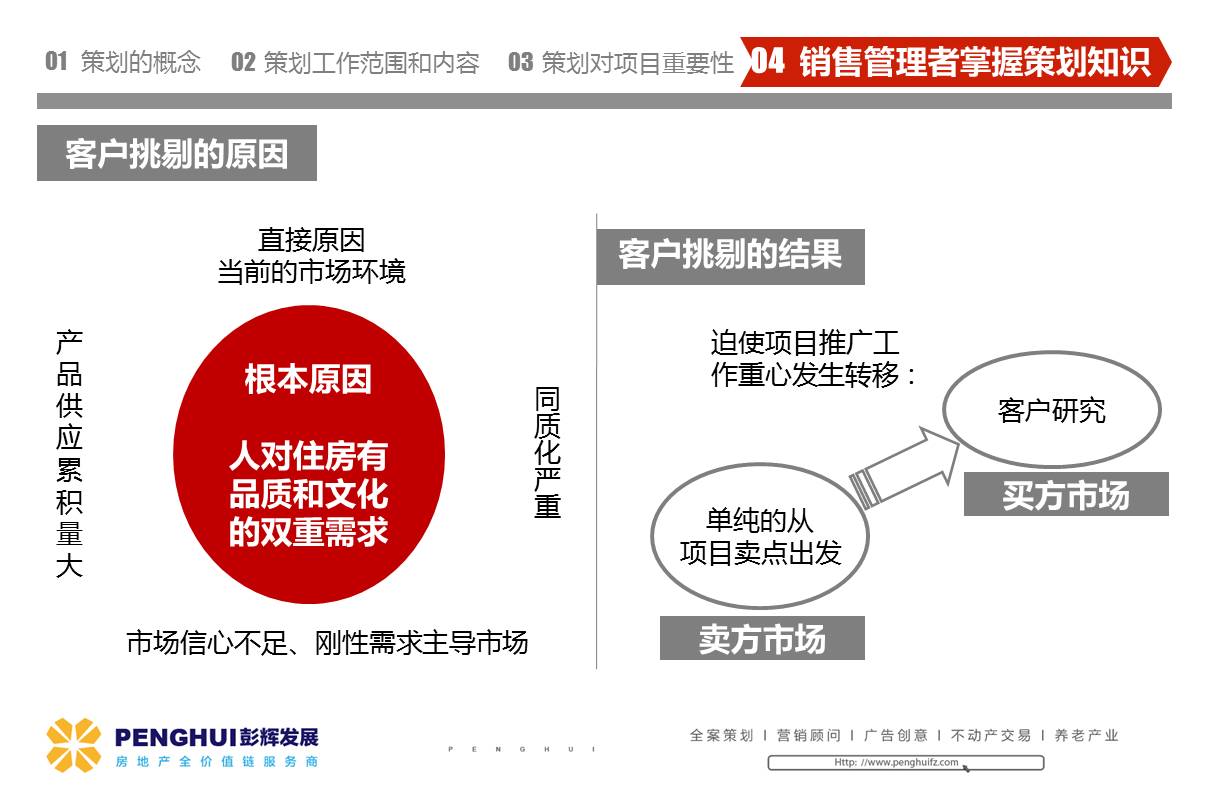 01 策划的概念 02 策划工作范围和内容 03 策划对项目重要性 04 销售管理者掌握策划知识
客户挑剔的原因
直接原因
当前的市场环境
产品供应累积量大
根本原因
人对住房有
品质和文化
的双重需求
同质化严重
市场信心不足、刚性需求主导市场
客户挑剔的结果
迫使项目推广工
作重心发生转移：
客户研究
买方市场
单纯的从
项目卖点出发
卖方市场
PENGHUI彭辉发展
房地产全价值链服务商
PENGHUI
全案策划 I 营销顾问 I 广告创意 I 不动产交易 I 养老产业
Http: //www.penghuifz.com